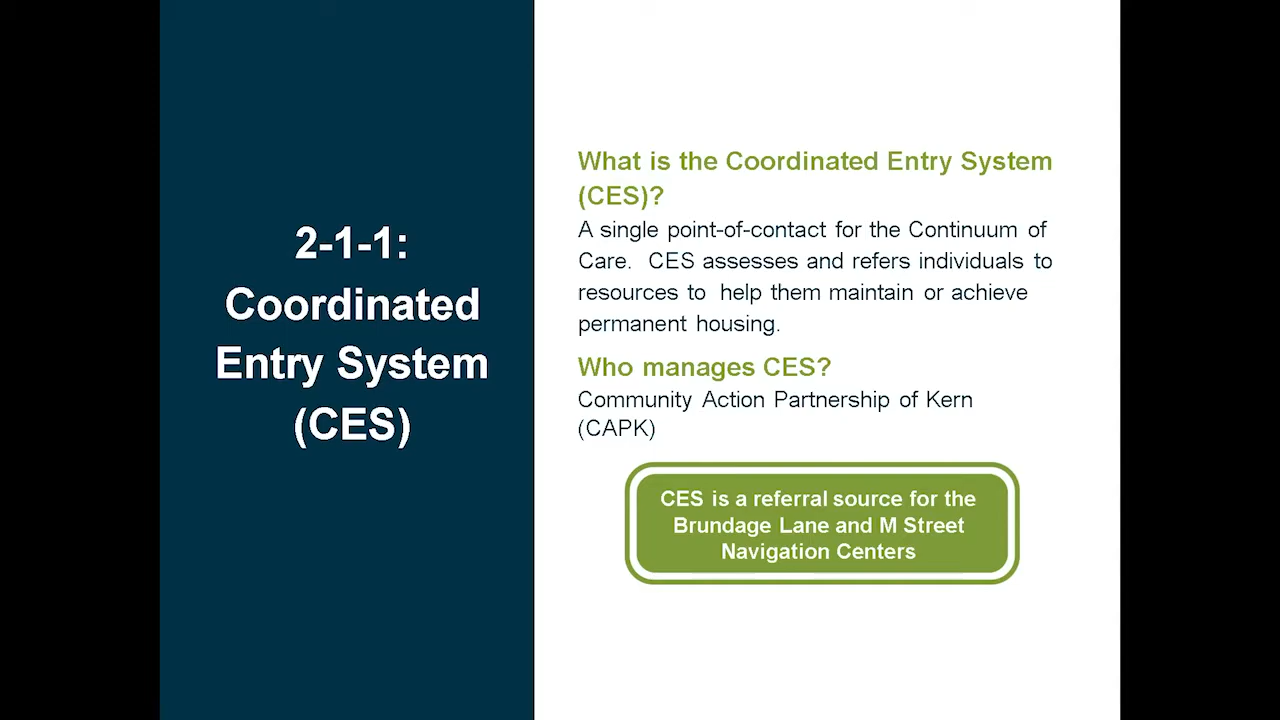 2-1-1:
Coordinated
Entry System
(CES)
What is the Coordinated Entry System
(CES)?
A single point-of-contact for the Continuum of
Care.  CES assesses and refers individuals to
resources to  help them maintain or achieve
permanent housing.
Who manages CES?
Community Action Partnership of Kern
(CAPK)
CES is a referral source for the
Brundage Lane and M Street
Navigation Centers